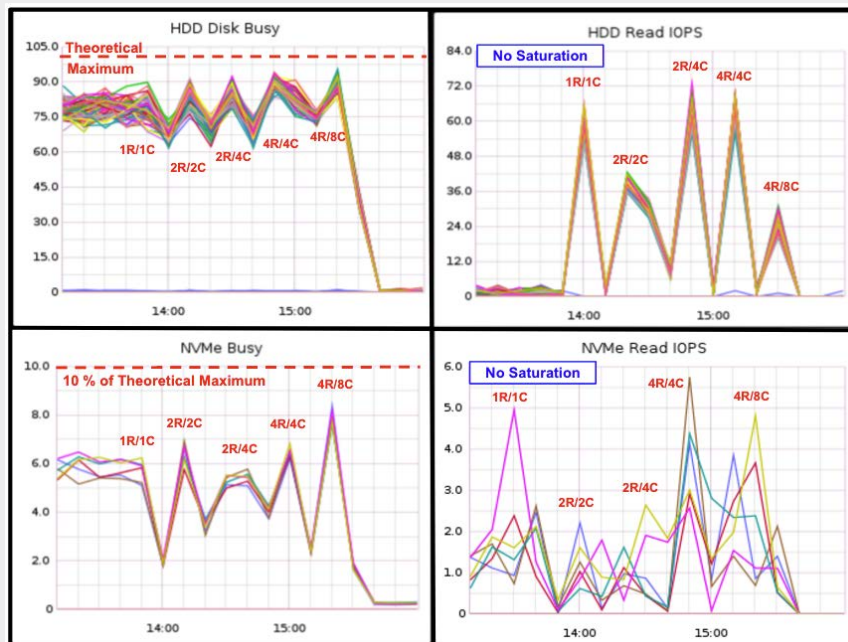 HDD Disk Busy
105.0
Theoretical
Maximum
90.0
75.0
60.0
45.0
30.0
15.0
0.0
1R/1C
2R/2C
2R/4C
4R/4C
4R/8C
14:00
15:00
HDD Read IOPS
84.0
No Saturation
72.0
60.0
48.0
36.0
24.0
12.0
0
1R/1C
2R/2C
2R/4C
4R/4C
4R/8C
14:00
15:00
NVMe Busy
10.0
10 % of Theoretical Maximum
8.0
6.0
4.0
2.0
0.0
1R/1C
2R/2C
2R/4C
4R/4C
4R/8C
14:00
15:00
NVMe Read IOPS
6.0
No Saturation
5.0
4.0
3.0
2.0
1.0
0
1R/1C
2R/2C
2R/4C
4R/4C
4R/8C
14:00
15:00